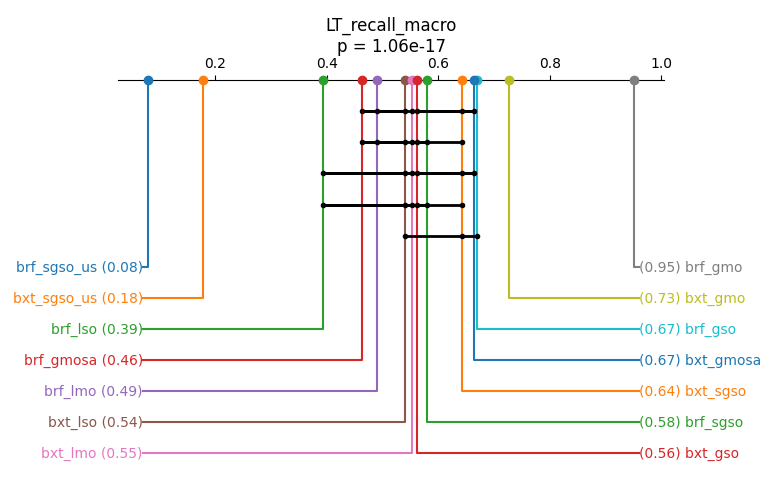 LT_recall_macro
p = 1.06e-17
0.2 0.4 0.6 0.8 1.0
brf_sgso_us (0.08) (0.95) brf_gmo
bxt_sgso_us (0.18) (0.73) bxt_gmo
brf_lso (0.39) (0.67) brf_gso
brf_gmosa (0.46) (0.67) bxt_gmosa
brf_lmo (0.49) (0.64) bxt_sgso
bxt_lso (0.54) (0.58) brf_sgso
bxt_lmo (0.55) (0.56) bxt_gso